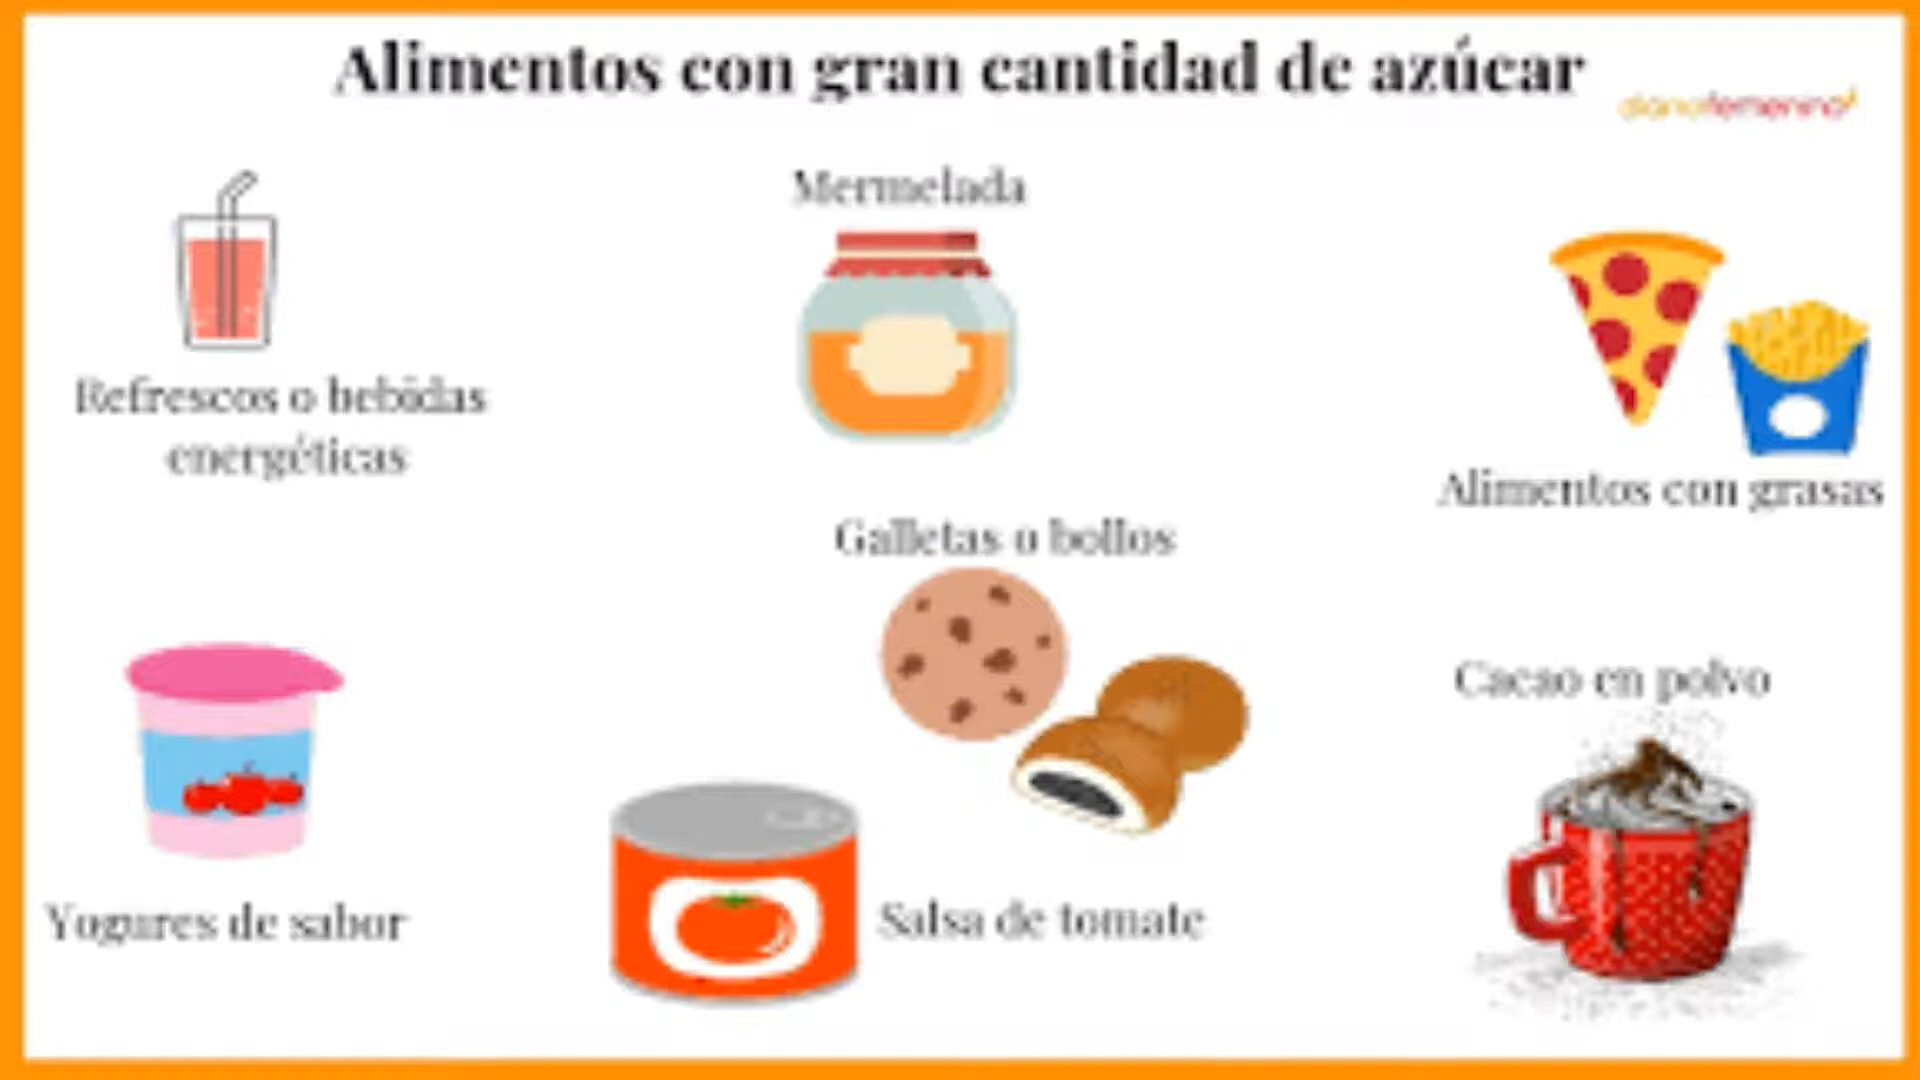 Alimentos con gran cantidad de azúcar
diariofemenino
Mermelada
Refrescos o bebidas
energéticas
Alimentos con grasas
Galletas o bollos
Cacao en polvo
Yogures de sabor
Salsa de tomate